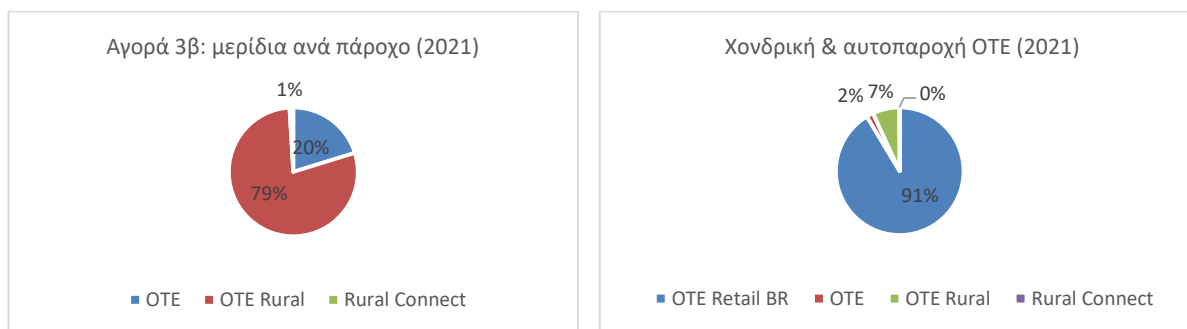 Αγορά 3β: μερίδια ανά πάροχο (2021)
1%
20%
79%
OTE OTE Rural Rural Connect
Χονδρική & αυτοπαροχή ΟΤΕ (2021)
2% 7% 0%
91%
OTE Retail BR OTE OTE Rural Rural Connect